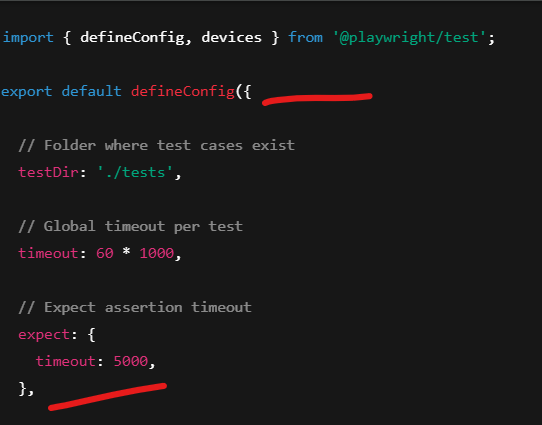 import { defineConfig, devices } from '@playwright/test';
export default defineConfig({
// Folder where test cases exist
testDir: './tests',
// Global timeout per test
timeout: 60 * 1000,
// Expect assertion timeout
expect: {
timeout: 5000,
},